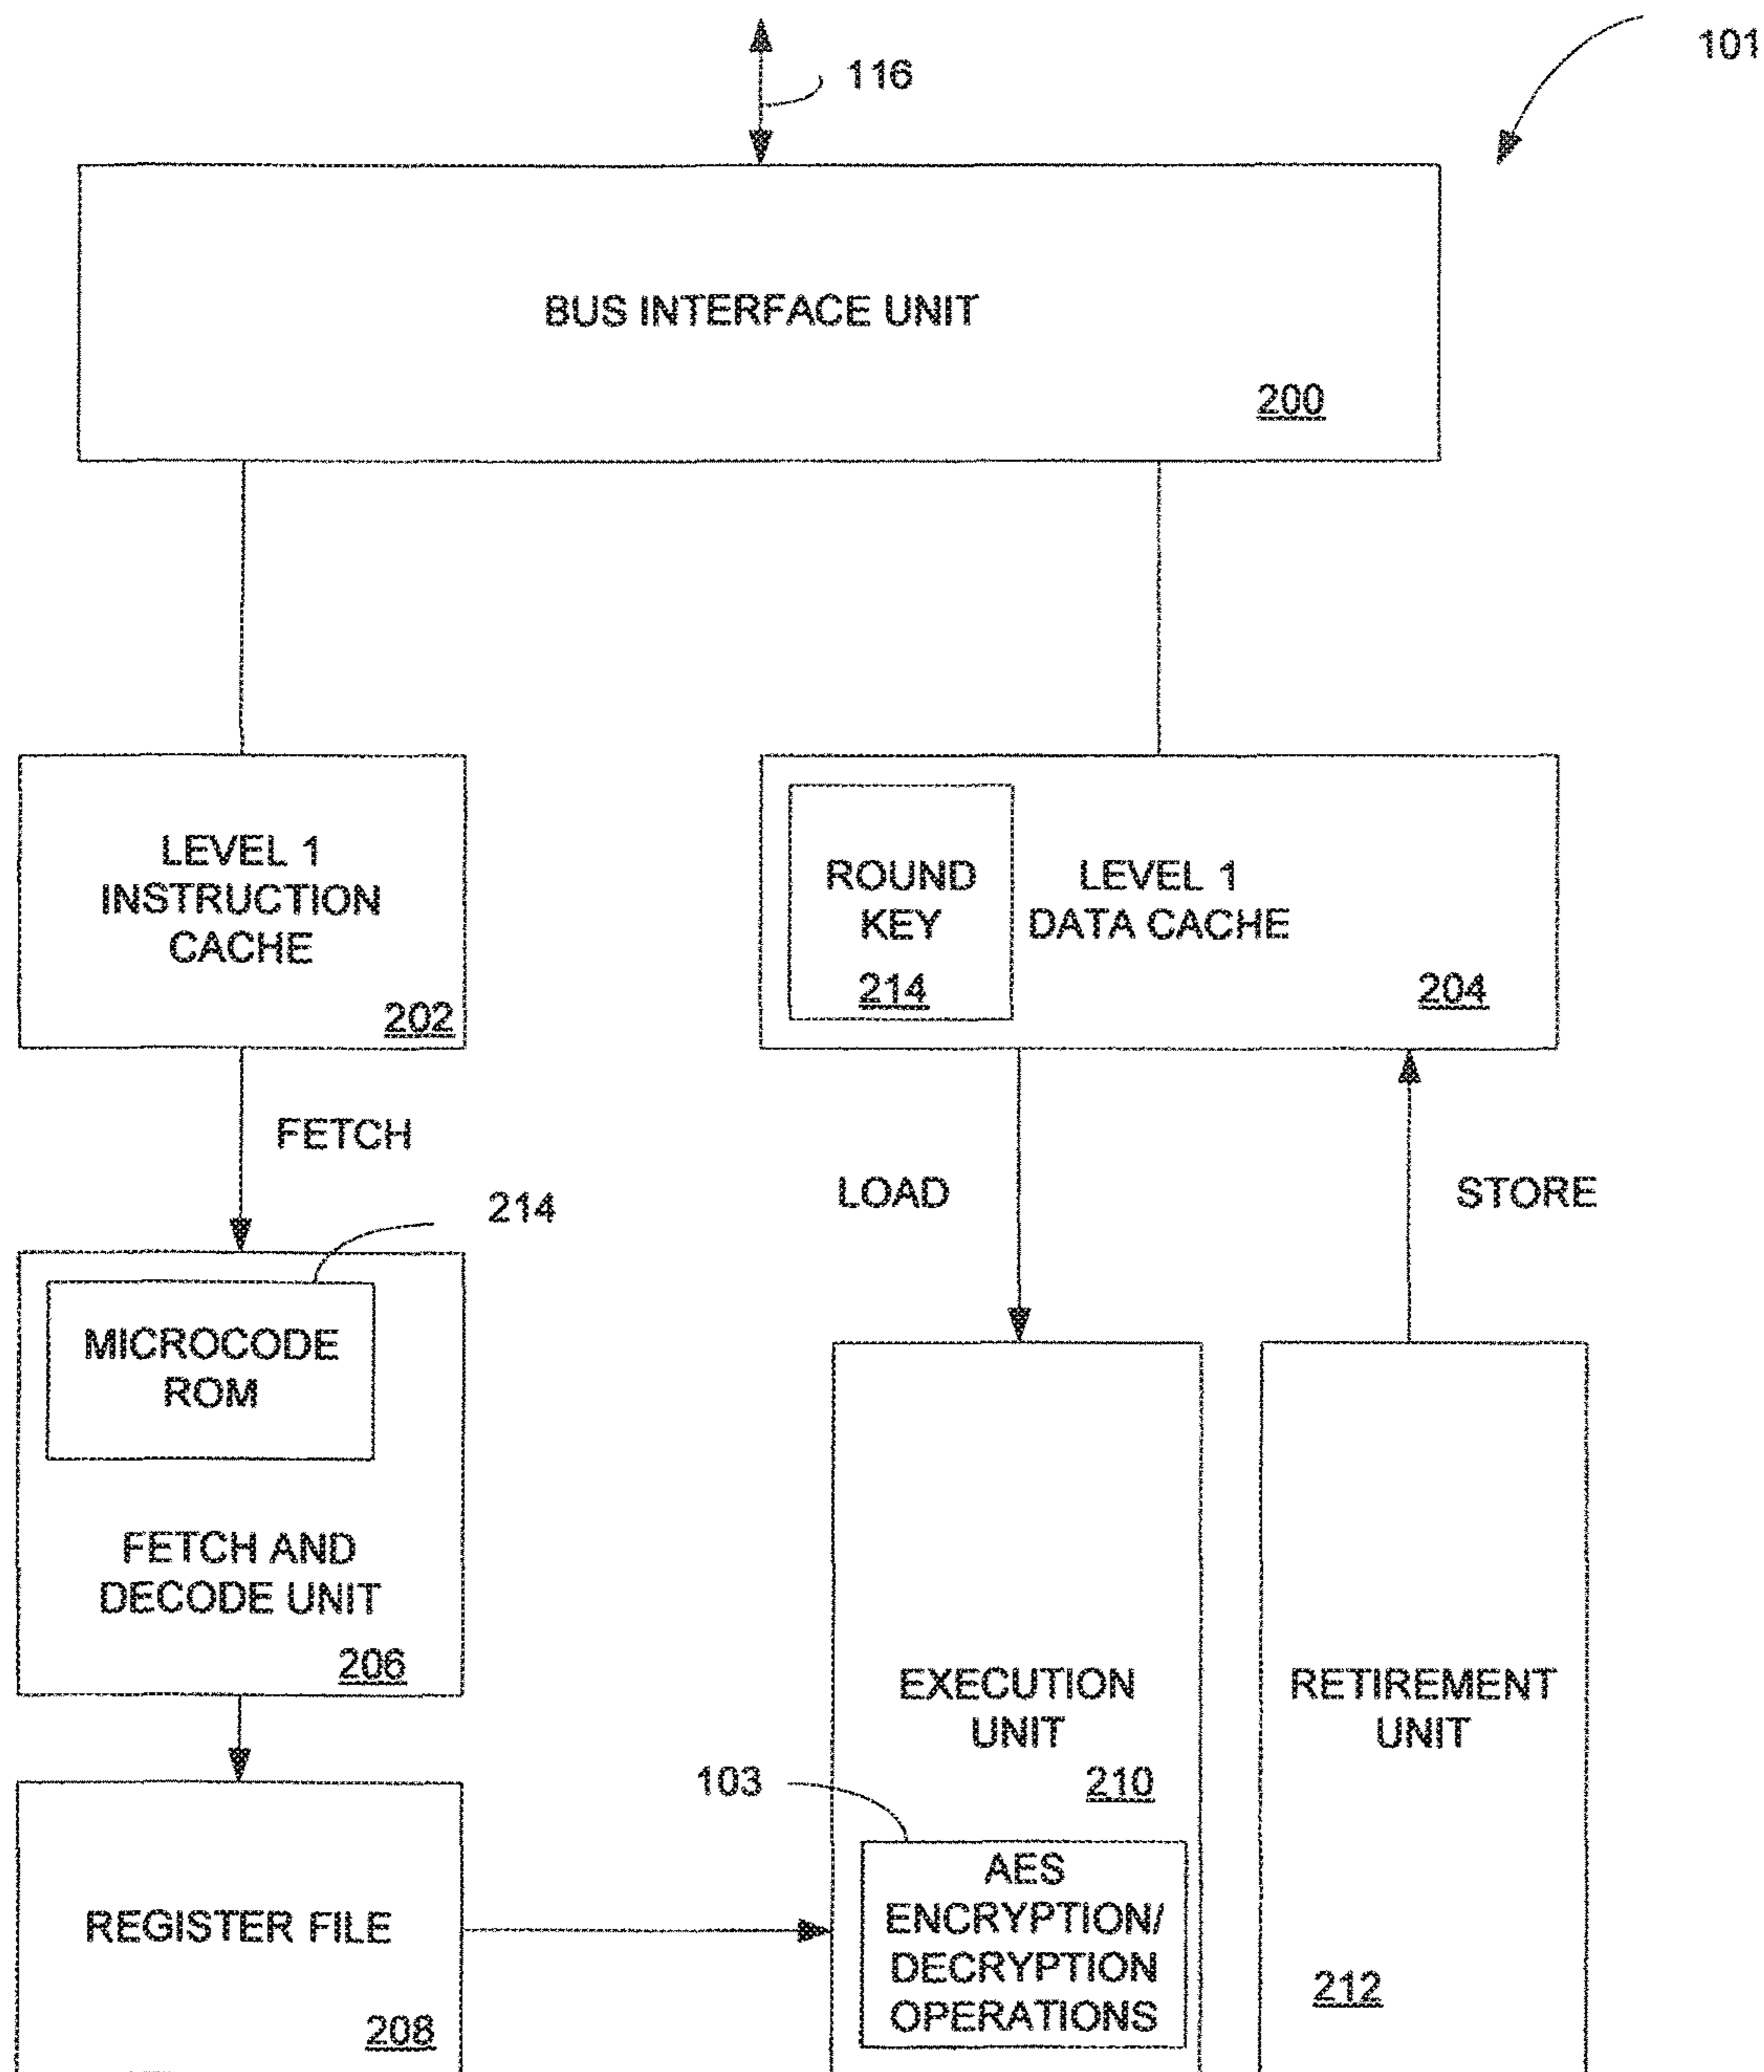 101
116
BUS INTERFACE UNIT
200
LEVEL 1
INSTRUCTION
CACHE
202
ROUND
KEY
214
LEVEL 1
DATA CACHE
204
FETCH
214
LOAD
STORE
MICROCODE
ROM
FETCH AND
DECODE UNIT
206
EXECUTION
UNIT
210
RETIREMENT
UNIT
212
103
AES
ENCRYPTION/
DECRYPTION
OPERATIONS
REGISTER FILE
208